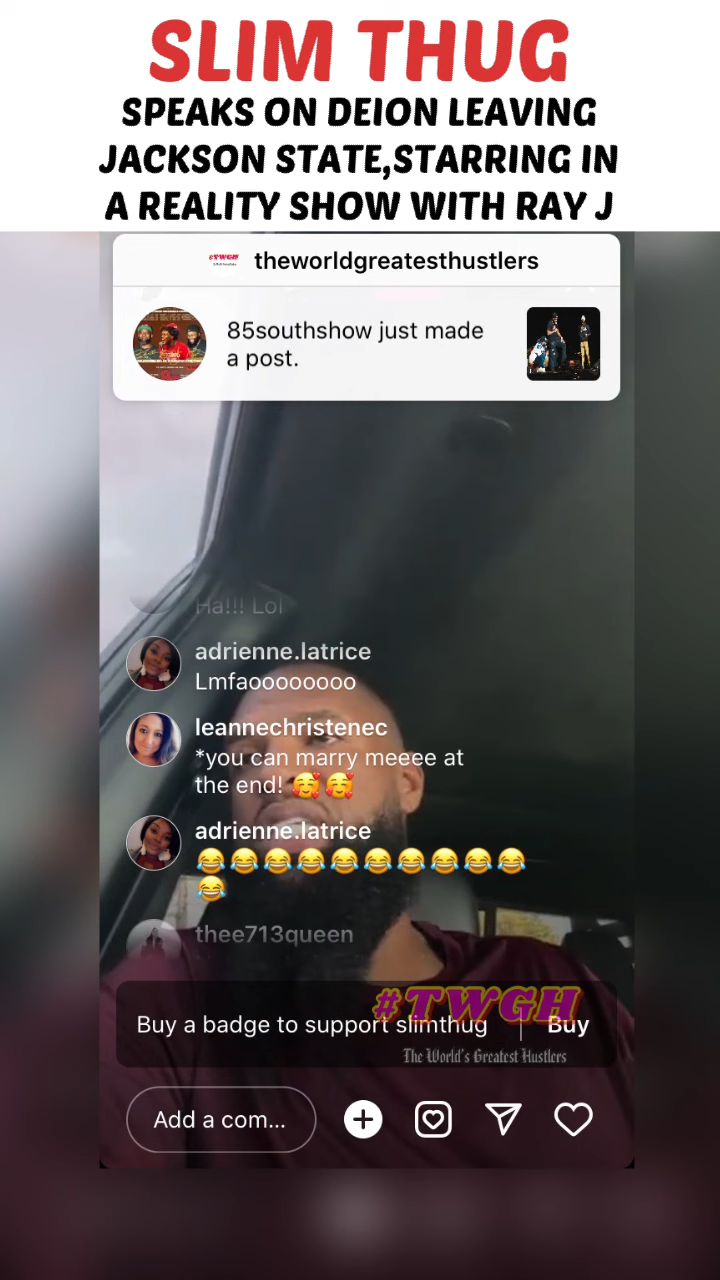 SLIM THUG
SPEAKS ON DEION LEAVING
JACKSON STATE,STARRING IN
A REALITY SHOW WITH RAY J
#TWGH
theworldgreatesthustlers
85southshow just made
a post.
Ha!!! Lol
adrienne.latrice
Lmfaoooooooo
leannechristenec
*you can marry meeee at
the end! 🥰🥰
adrienne.latrice
😂😂😂😂😂😂😂😂😂😂
😂
thee713queen
#TWGH
Buy a badge to support slimthug | Buy
The World's Greatest Hustlers
Add a com...